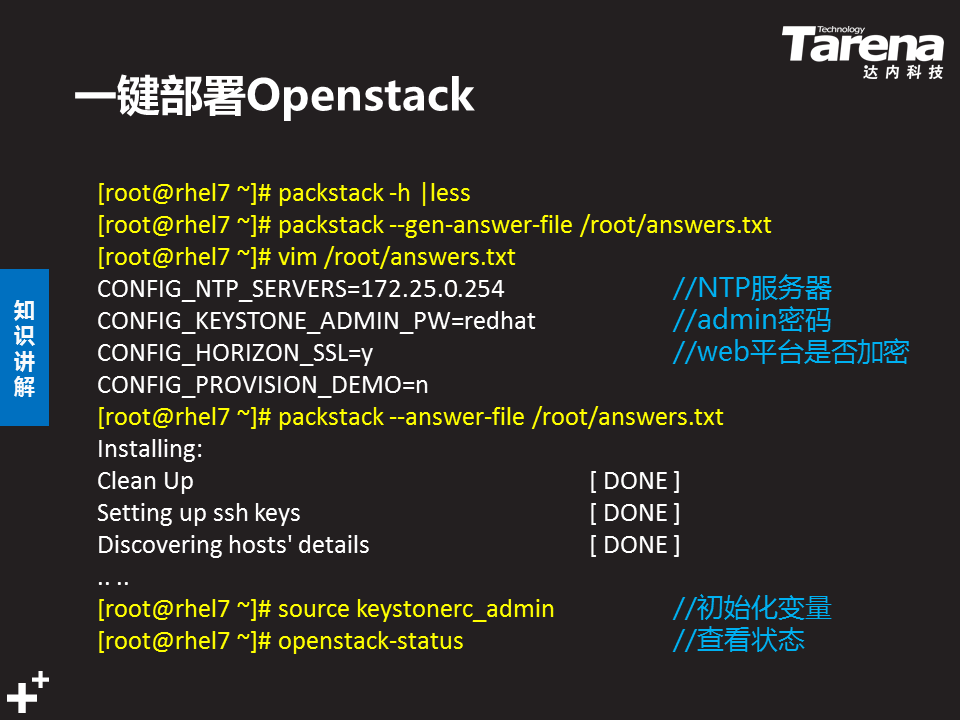 Technology
Tarena
达内科技
一键部署Openstack
[root@rhel7 ~]# packstack -h |less
[root@rhel7 ~]# packstack --gen-answer-file /root/answers.txt
[root@rhel7 ~]# vim /root/answers.txt
CONFIG_NTP_SERVERS=172.25.0.254 //NTP服务器
CONFIG_KEYSTONE_ADMIN_PW=redhat //admin密码
CONFIG_HORIZON_SSL=y //web平台是否加密
CONFIG_PROVISION_DEMO=n
[root@rhel7 ~]# packstack --answer-file /root/answers.txt
Installing:
Clean Up [ DONE ]
Setting up ssh keys [ DONE ]
Discovering hosts' details [ DONE ]
.. ..
[root@rhel7 ~]# source keystonerc_admin //初始化变量
[root@rhel7 ~]# openstack-status //查看状态
知识讲解